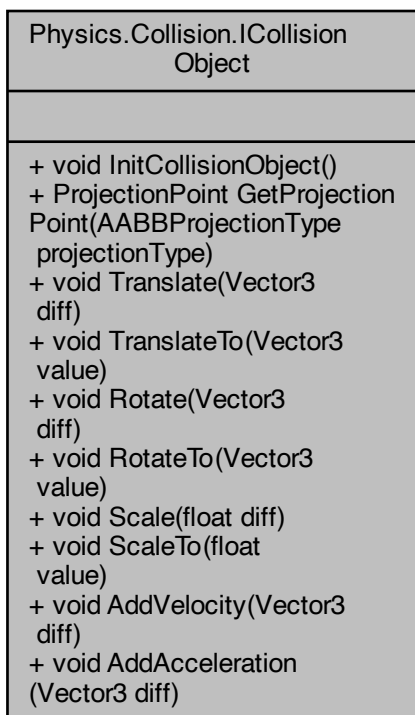 Physics.Collision.ICollision
Object
+ void InitCollisionObject()
+ ProjectionPoint GetProjection
Point(AABBProjectionType
projectionType)
+ void Translate(Vector3
diff)
+ void TranslateTo(Vector3
value)
+ void Rotate(Vector3
diff)
+ void RotateTo(Vector3
value)
+ void Scale(float diff)
+ void ScaleTo(float
value)
+ void AddVelocity(Vector3
diff)
+ void AddAcceleration
(Vector3 diff)